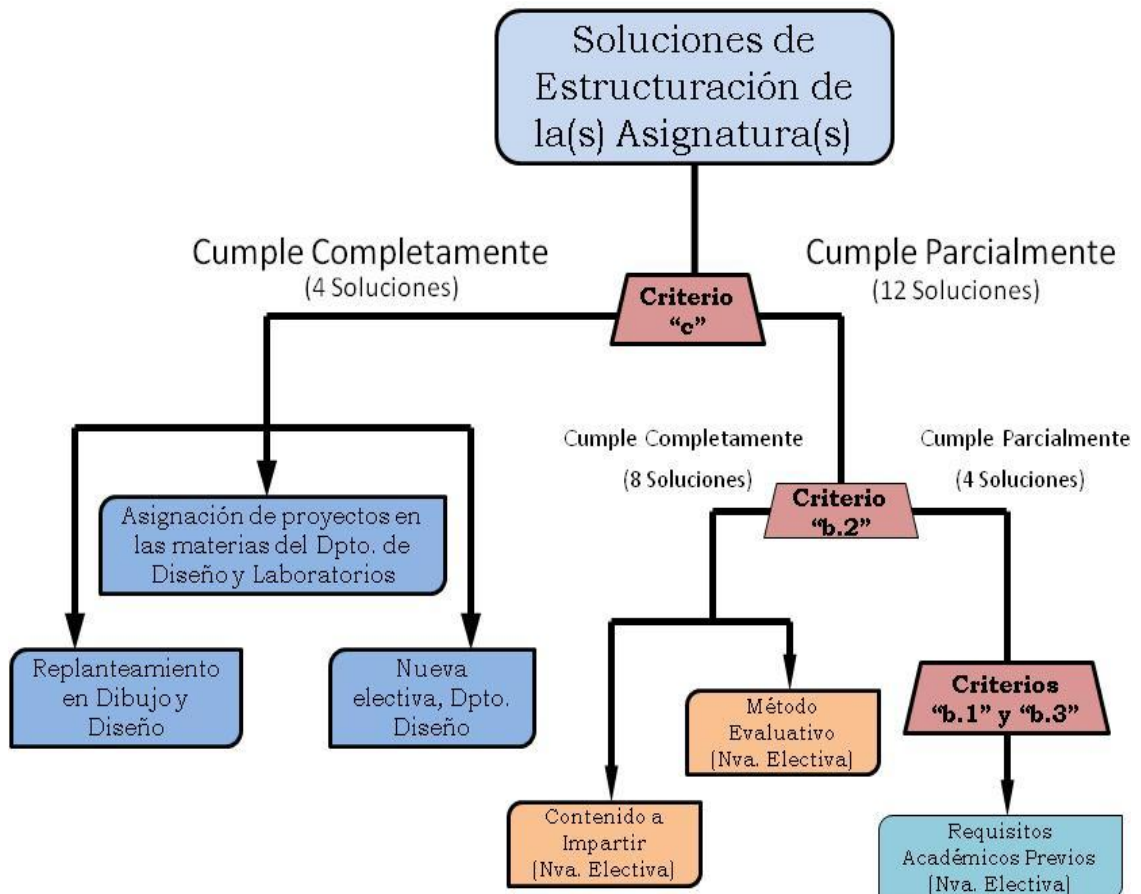 Soluciones de
Estructuración de
la(s) Asignatura(s)
Cumple Completamente
(4 Soluciones)
Cumple Parcialmente
(12 Soluciones)
Criterio
“c”
Cumple Completamente
(8 Soluciones)
Cumple Parcialmente
(4 Soluciones)
Criterio
“b.2”
Asignación de proyectos en
las materias del Dpto. de
Diseño y Laboratorios
Replanteamiento
en Dibujo y
Diseño
Nueva
electiva, Dpto.
Diseño
Método
Evaluativo
(Nva. Electiva)
Criterios
“b.1” y “b.3”
Contenido a
Impartir
(Nva. Electiva)
Requisitos
Académicos Previos
(Nva. Electiva)